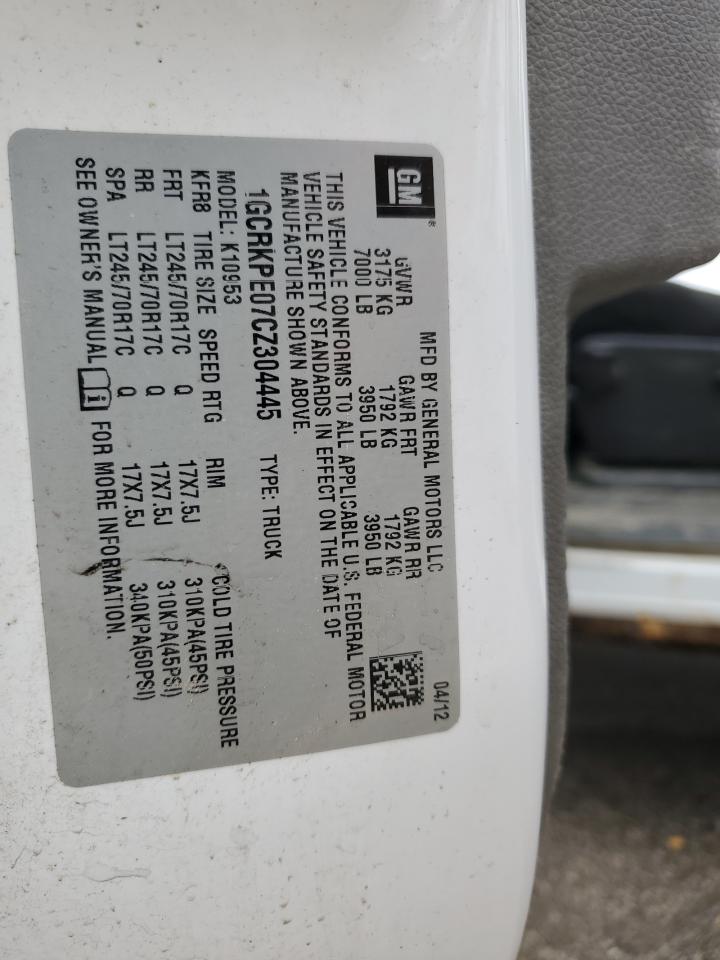 GM
MFD BY GENERAL MOTORS LLC 04/12
GVWR GAWR FRT GAWR RR
3175 KG 1792 KG 1792 KG
7000 LB 3950 LB 3950 LB
THIS VEHICLE CONFORMS TO ALL APPLICABLE U.S. FEDERAL MOTOR
VEHICLE SAFETY STANDARDS IN EFFECT ON THE DATE OF
MANUFACTURE SHOWN ABOVE.
1GCRKPE07CZ304445 TYPE: TRUCK
MODEL: K10953
KFR8 TIRE SIZE SPEED RTG RIM COLD TIRE PRESSURE
FRT LT245/70R17C Q 17X7.5J 310KPA(45PSI)
RR LT245/70R17C Q 17X7.5J 310KPA(45PSI)
SPA LT245/70R17C Q 17X7.5J 340KPA(50PSI)
SEE OWNER'S MANUAL FOR MORE INFORMATION.